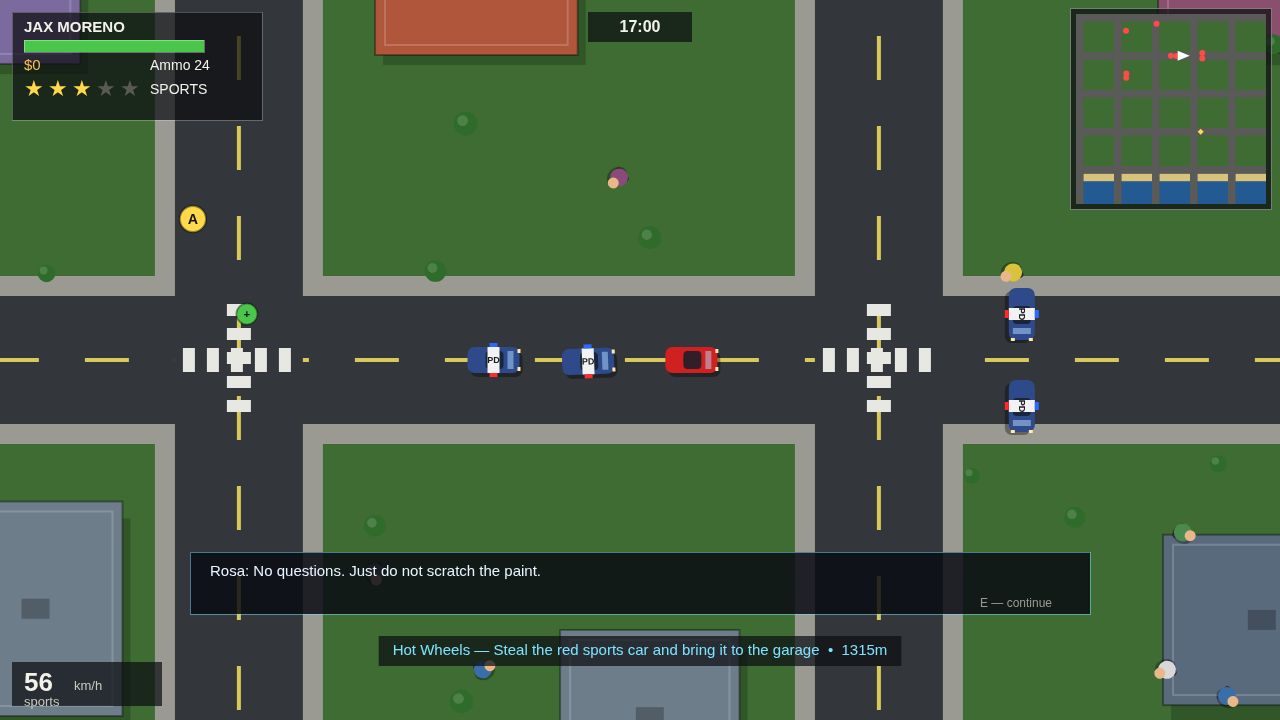 JAX MORENO
$0 Ammo 24
SPORTS
17:00
A
+
PD
PD
PD
PD
Rosa: No questions. Just do not scratch the paint.
E — continue
Hot Wheels — Steal the red sports car and bring it to the garage • 1315m
56 km/h
sports